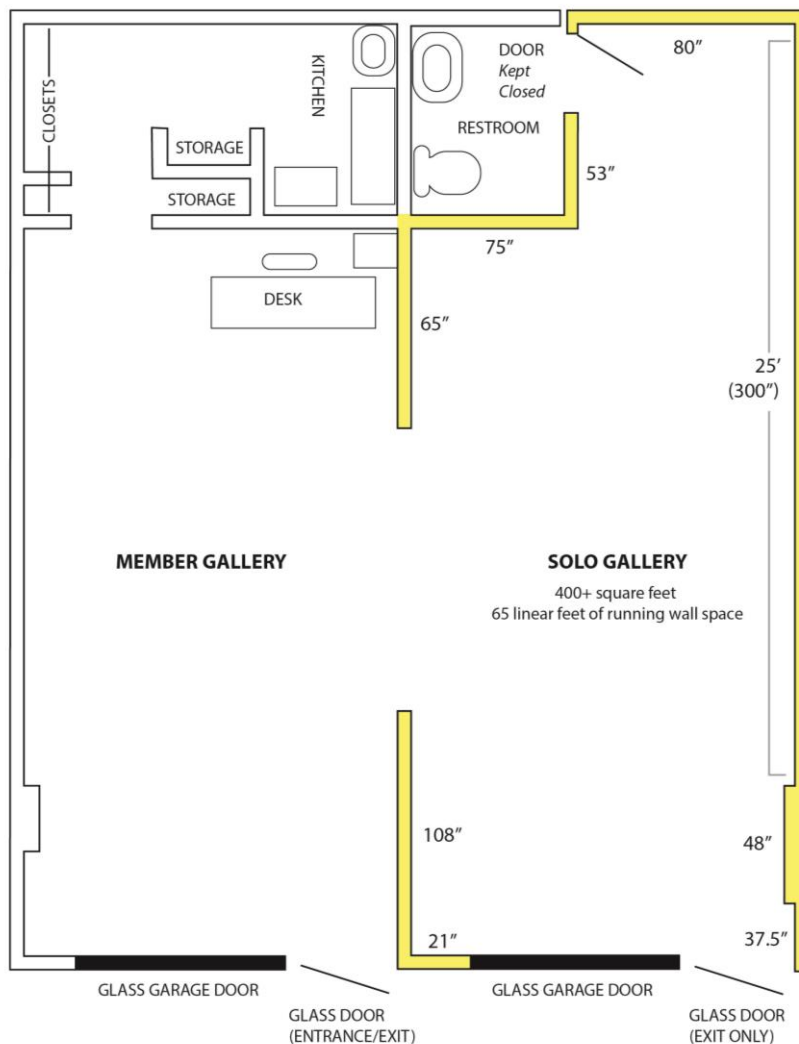 CLOSETS
KITCHEN
STORAGE
STORAGE
DOOR
Kept
Closed
RESTROOM
80”
53”
75”
DESK
65”
25’
(300”)
MEMBER GALLERY
SOLO GALLERY
400+ square feet
65 linear feet of running wall space
108”
48”
21”
37.5”
GLASS GARAGE DOOR
GLASS DOOR
(ENTRANCE/EXIT)
GLASS GARAGE DOOR
GLASS DOOR
(EXIT ONLY)